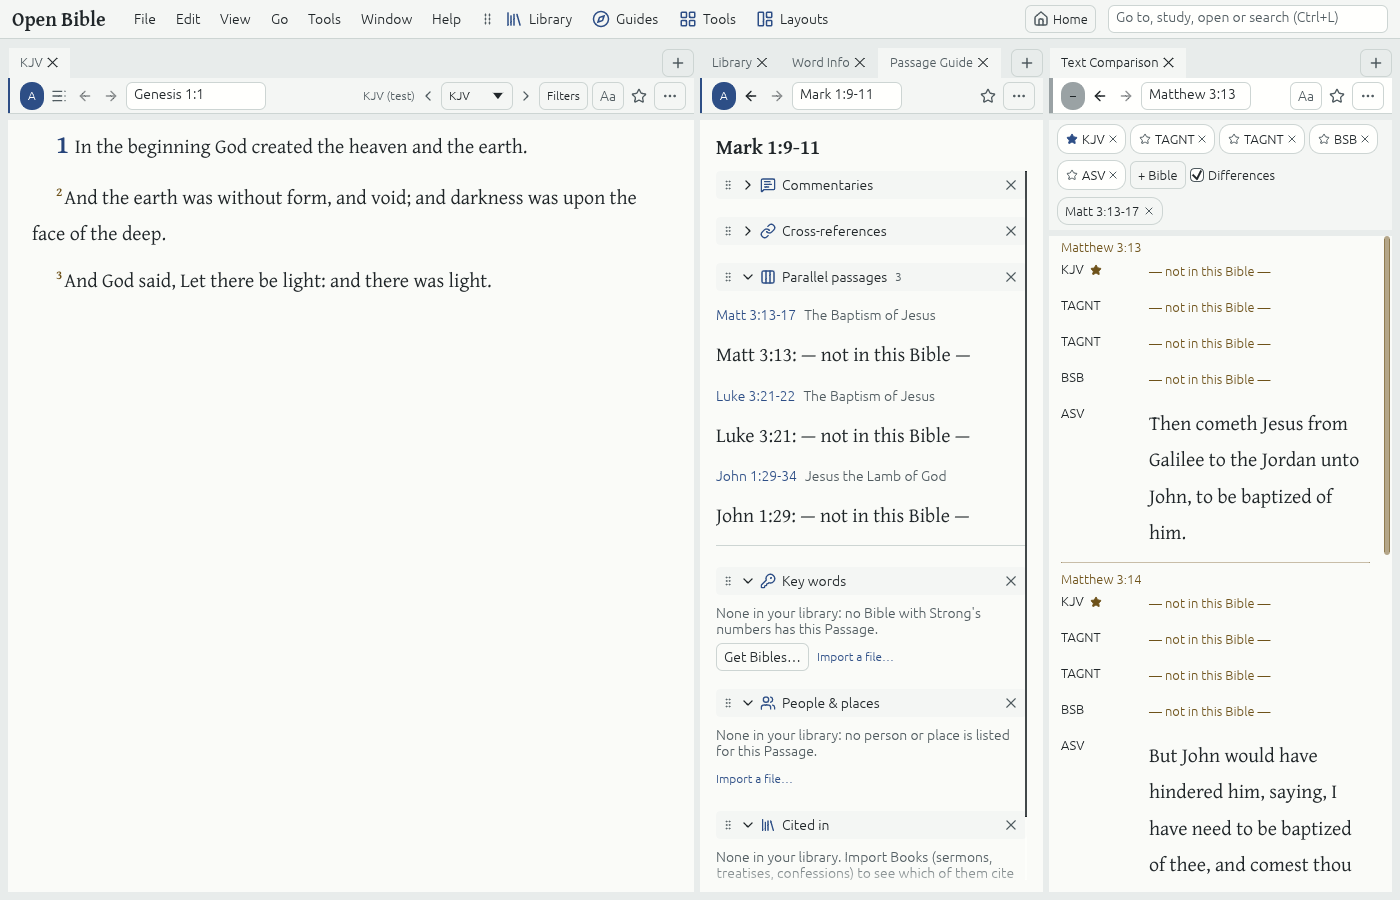 Open Bible File Edit View Go Tools Window Help Library Guides Tools Layouts Home Go to, study, open or search (Ctrl+L)
KJV
A Genesis 1:1 KJV (test) KJV Filters Aa
1 In the beginning God created the heaven and the earth.
2 And the earth was without form, and void; and darkness was upon the
face of the deep.
3 And God said, Let there be light: and there was light.
Library Word Info Passage Guide
A Mark 1:9-11
Mark 1:9-11
Commentaries
Cross-references
Parallel passages 3
Matt 3:13-17 The Baptism of Jesus
Matt 3:13: — not in this Bible —
Luke 3:21-22 The Baptism of Jesus
Luke 3:21: — not in this Bible —
John 1:29-34 Jesus the Lamb of God
John 1:29: — not in this Bible —
Key words
None in your library: no Bible with Strong's
numbers has this Passage.
Get Bibles... Import a file...
People & places
None in your library: no person or place is listed
for this Passage.
Import a file...
Cited in
None in your library. Import Books (sermons,
treatises, confessions) to see which of them cite
Text Comparison
– Matthew 3:13 Aa
KJV TAGNT TAGNT BSB
ASV + Bible Differences
Matt 3:13-17
Matthew 3:13
KJV — not in this Bible —
TAGNT — not in this Bible —
TAGNT — not in this Bible —
BSB — not in this Bible —
ASV Then cometh Jesus from
Galilee to the Jordan unto
John, to be baptized of
him.
Matthew 3:14
KJV — not in this Bible —
TAGNT — not in this Bible —
TAGNT — not in this Bible —
BSB — not in this Bible —
ASV But John would have
hindered him, saying, I
have need to be baptized
of thee, and comest thou